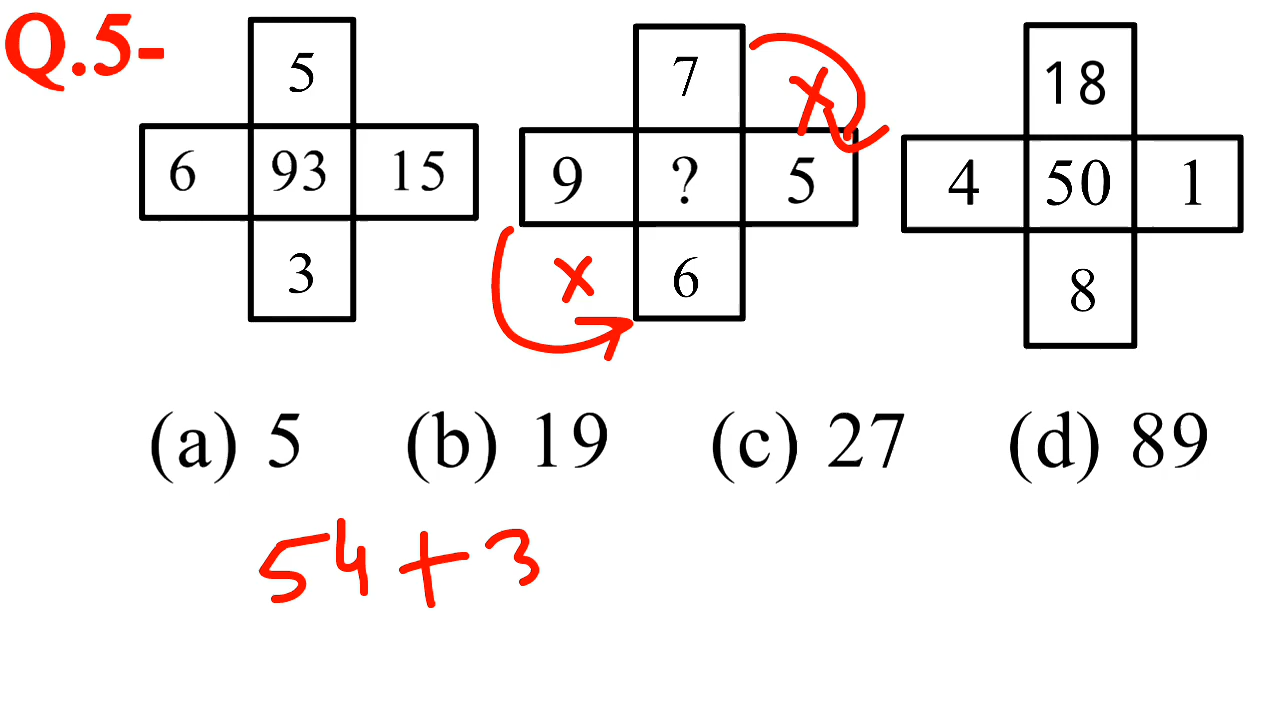 Q.5-
5 7 18
6 93 15 9 ? 5 4 50 1
3 6 8
x
x
(a) 5 (b) 19 (c) 27 (d) 89
54+3